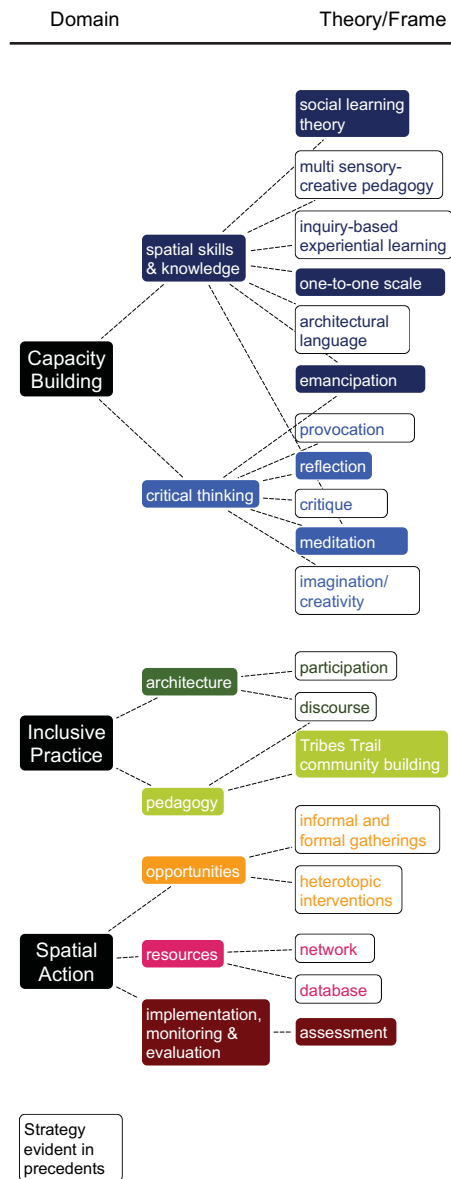 Domain
Theory/Frame
social learning
theory
multi sensory-
creative pedagogy
inquiry-based
experiential learning
spatial skills
& knowledge
one-to-one scale
architectural
language
Capacity
Building
emancipation
provocation
reflection
critical thinking
critique
meditation
imagination/
creativity
participation
architecture
discourse
Inclusive
Practice
Tribes Trail
community building
pedagogy
informal and
formal gatherings
opportunities
heterotopic
interventions
Spatial
Action
resources
network
database
implementation,
monitoring &
evaluation
assessment
Strategy
evident in
precedents